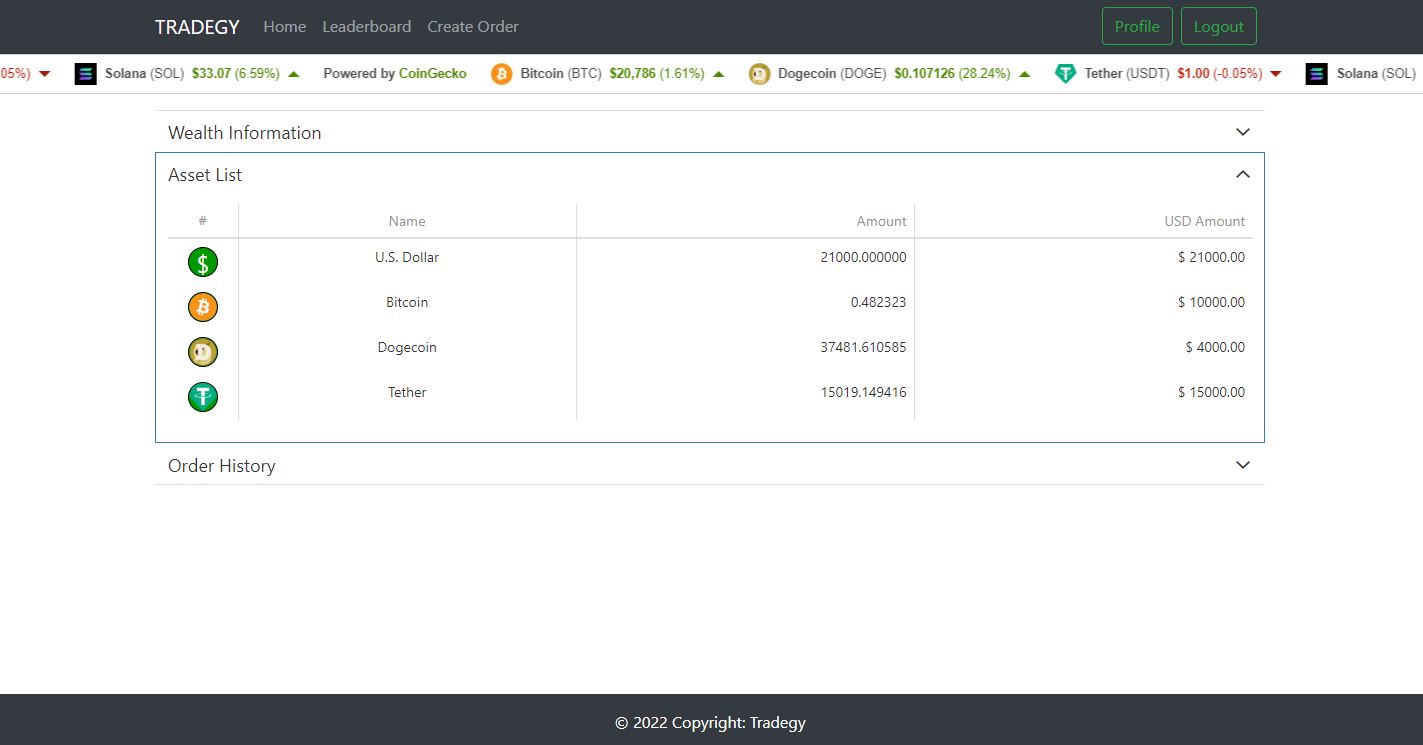 TRADEGY Home Leaderboard Create Order Profile Logout
05%) Solana (SOL) $33.07 (6.59%) Powered by CoinGecko Bitcoin (BTC) $20,786 (1.61%) Dogecoin (DOGE) $0.107126 (28.24%) Tether (USDT) $1.00 (-0.05%) Solana (SOL)
Wealth Information
Asset List
# Name Amount USD Amount
U.S. Dollar 21000.000000 $ 21000.00
Bitcoin 0.482323 $ 10000.00
Dogecoin 37481.610585 $ 4000.00
Tether 15019.149416 $ 15000.00
Order History
© 2022 Copyright: Tradegy